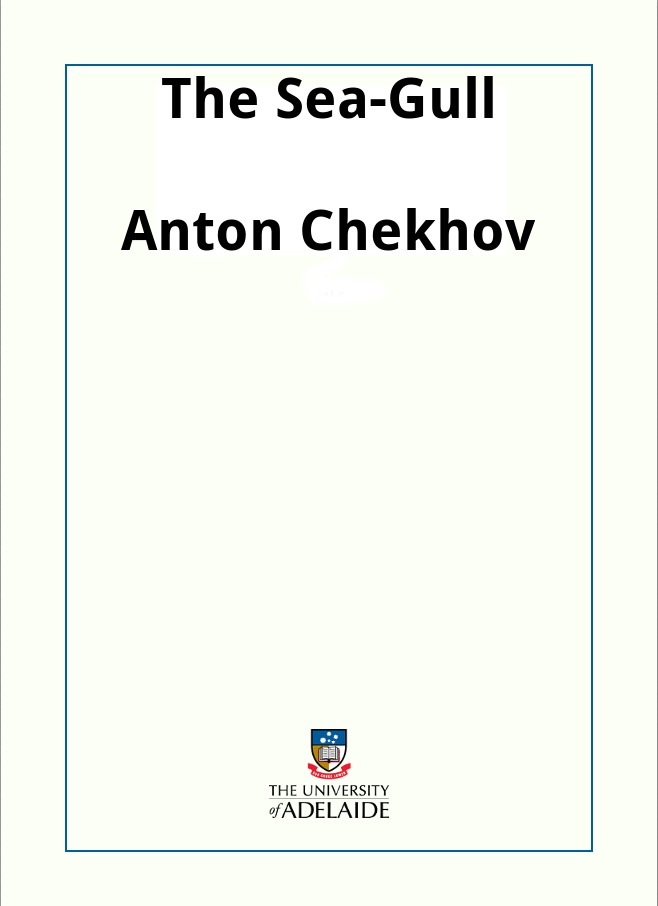 The Sea-Gull
Anton Chekhov
THE UNIVERSITY
of ADELAIDE